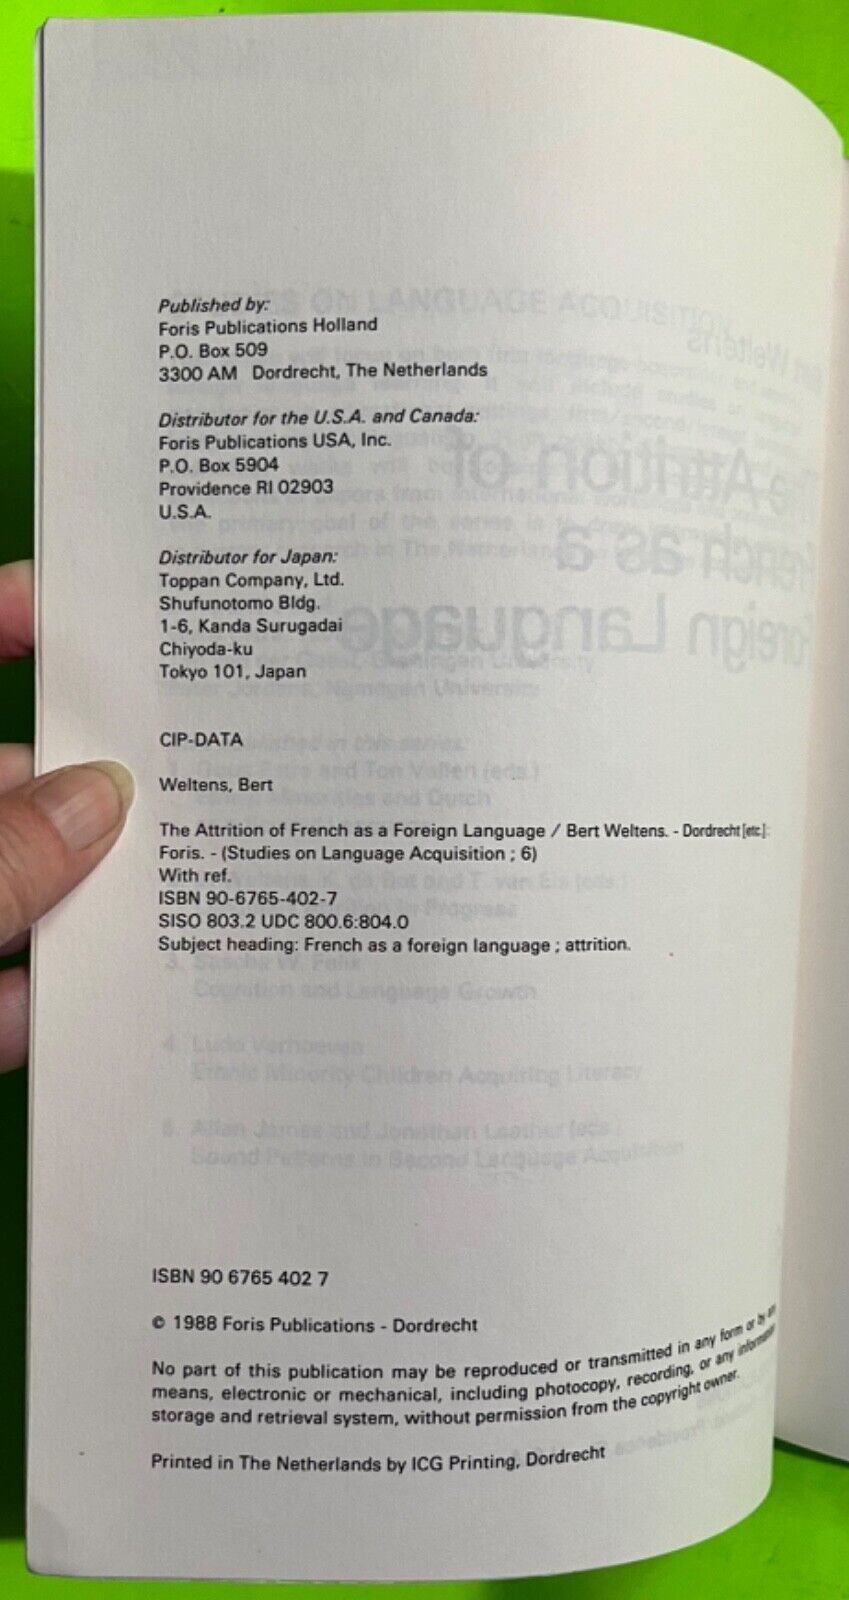 Published by:
Foris Publications Holland
P.O. Box 509
3300 AM Dordrecht, The Netherlands
Distributor for the U.S.A. and Canada:
Foris Publications USA, Inc.
P.O. Box 5904
Providence RI 02903
U.S.A.
Distributor for Japan:
Toppan Company, Ltd.
Shufunotomo Bldg.
1-6, Kanda Surugadai
Chiyoda-ku
Tokyo 101, Japan
CIP-DATA
Weltens, Bert
The Attrition of French as a Foreign Language / Bert Weltens. - Dordrecht [etc.]:
Foris. - (Studies on Language Acquisition ; 6)
With ref.
ISBN 90-6765-402-7
SISO 803.2 UDC 800.6:804.0
Subject heading: French as a foreign language ; attrition.
ISBN 90 6765 402 7
© 1988 Foris Publications - Dordrecht
No part of this publication may be reproduced or transmitted in any form or by any
means, electronic or mechanical, including photocopy, recording, or any information
storage and retrieval system, without permission from the copyright owner.
Printed in The Netherlands by ICG Printing, Dordrecht